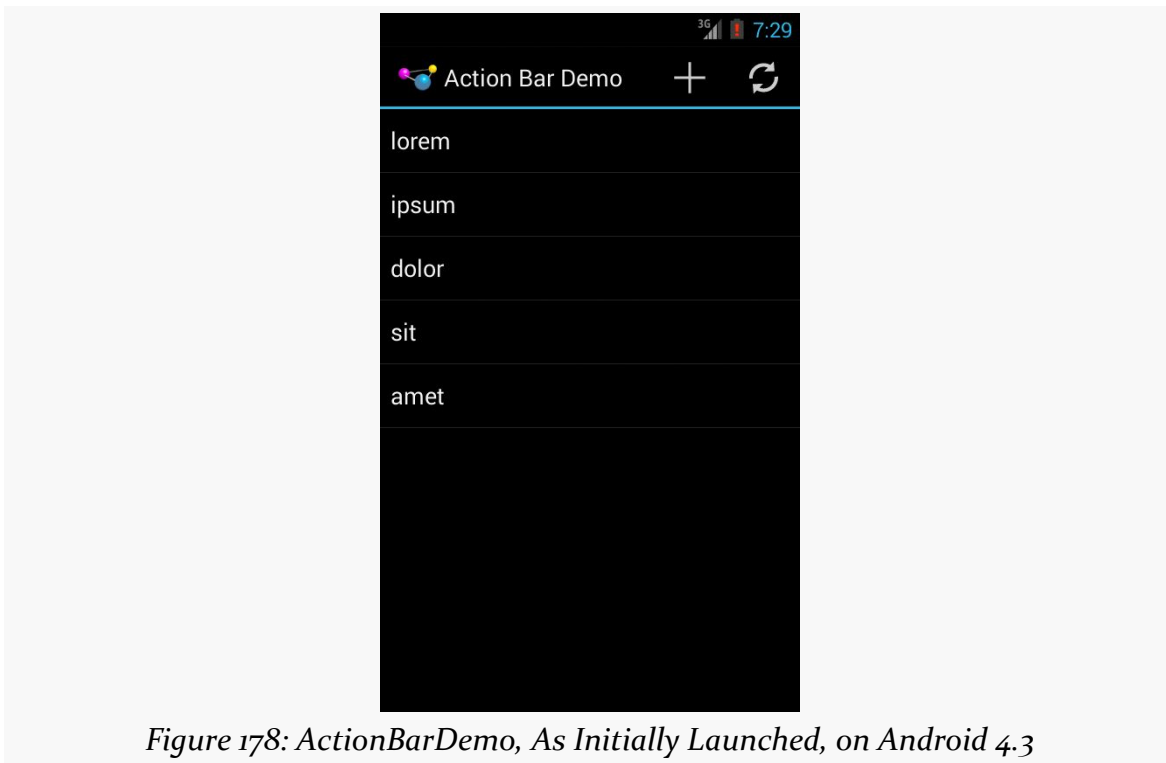 3G 7:29
Action Bar Demo
lorem
ipsum
dolor
sit
amet
Figure 178: ActionBarDemo, As Initially Launched, on Android 4.3